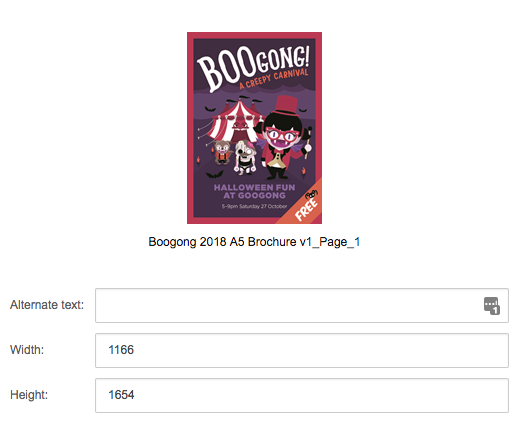 BOOGONG!
A CREEPY CARNIVAL
HALLOWEEN FUN
AT GOOGONG
5-9pm Saturday 27 October
FREE
Boogong 2018 A5 Brochure v1_Page_1
Alternate text:
1
Width: 1166
Height: 1654